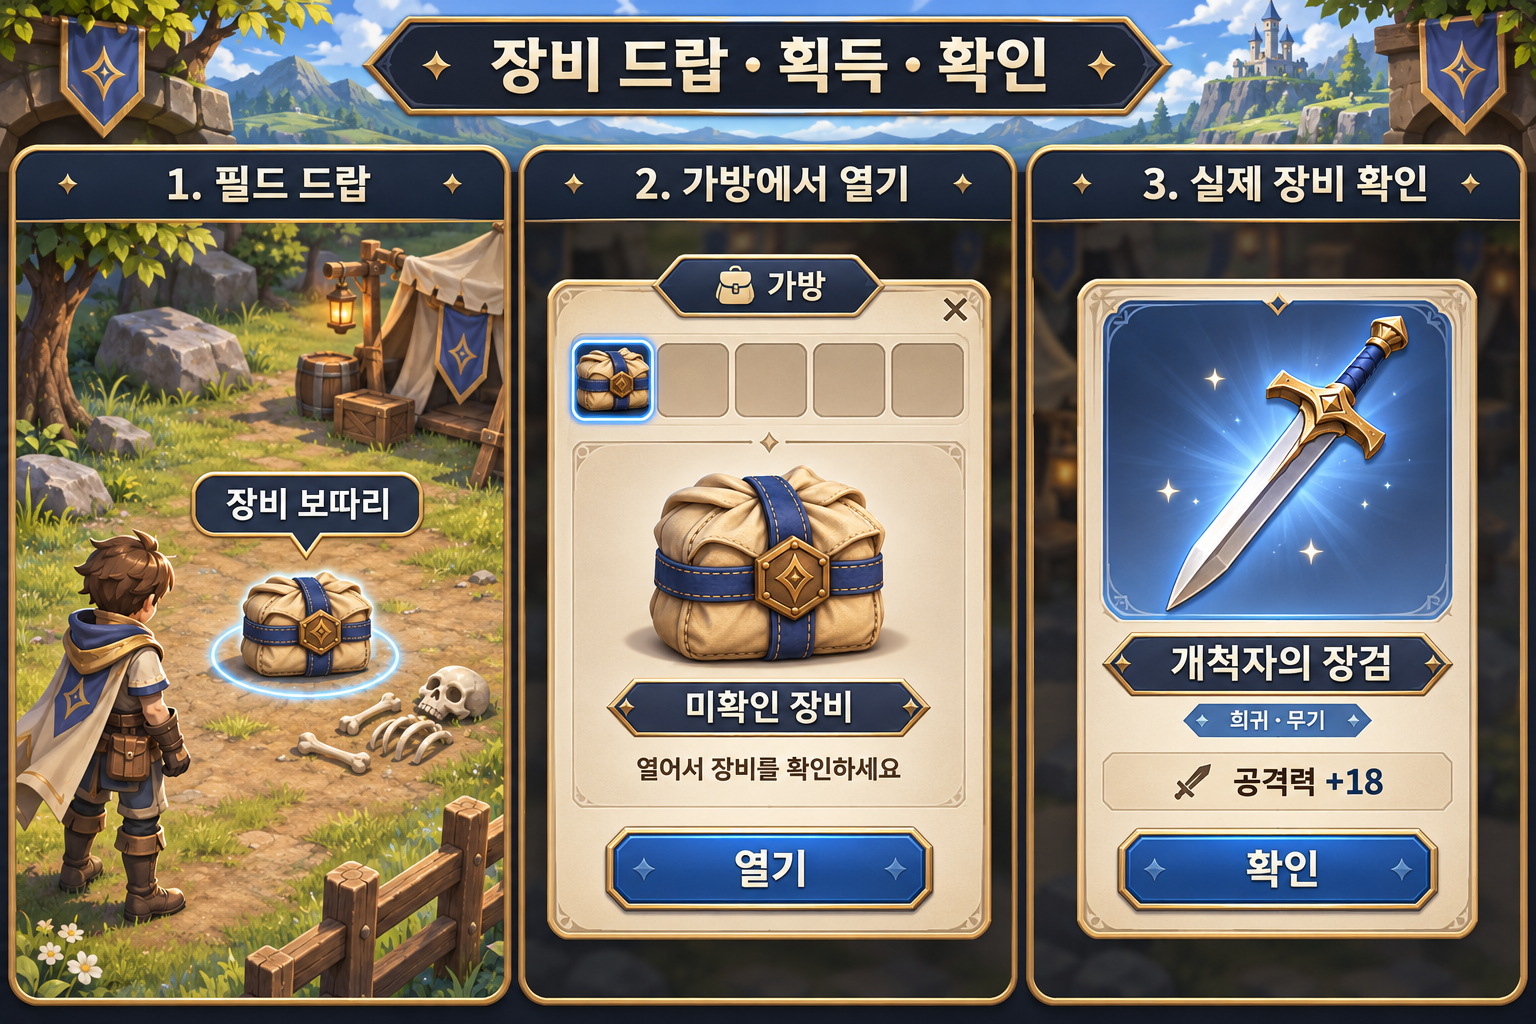 장비 드랍 · 획득 · 확인
1. 필드 드랍
장비 보따리
2. 가방에서 열기
가방
미확인 장비
열어서 장비를 확인하세요
열기
3. 실제 장비 확인
개척자의 장검
희귀 · 무기
공격력 +18
확인